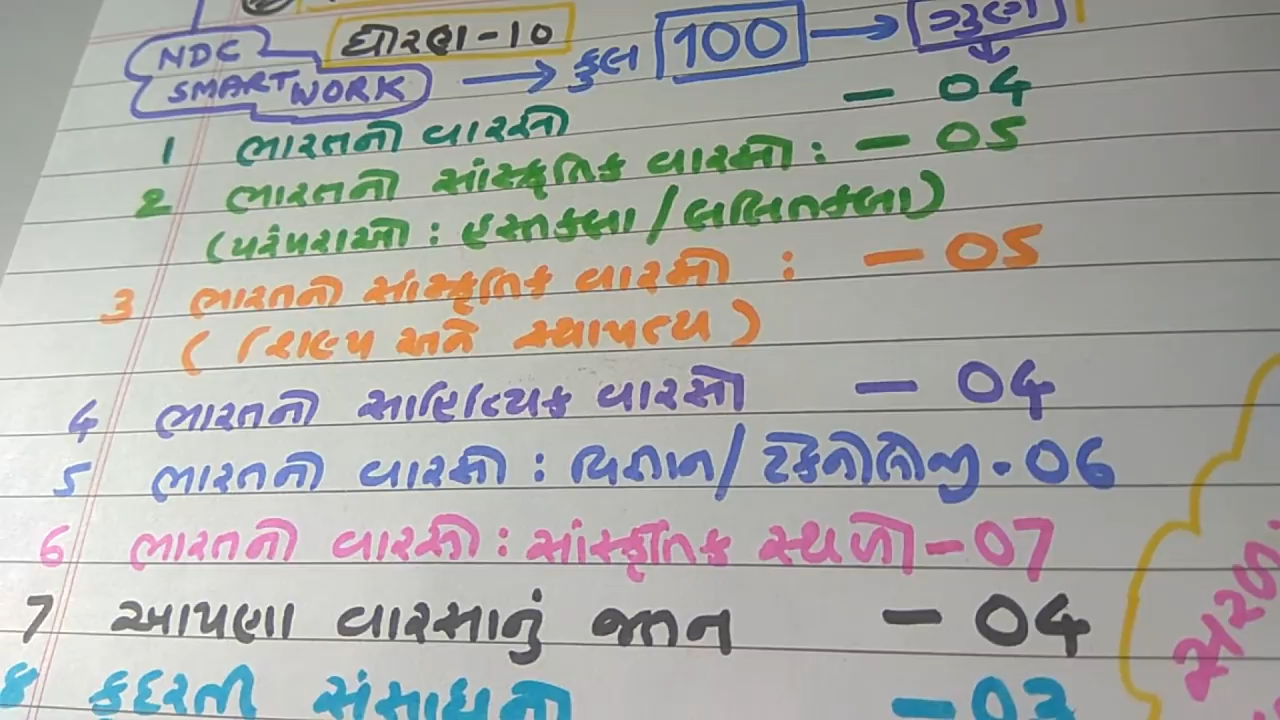 ધોરણ-10
NDC
SMART WORK → કુલ 100 → ગુણ
1 ભારતનો વારસો - 04
2 ભારતનો સાંસ્કૃતિક વારસો : - 05
(પરંપરાઓ : હસ્તકલા / લલિતકલા)
3 ભારતનો સાંસ્કૃતિક વારસો : - 05
(શિલ્પ અને સ્થાપત્ય)
4 ભારતનો સાહિત્યિક વારસો - 04
5 ભારતનો વારસો : વિજ્ઞાન / ટેકનોલોજી - 06
6 ભારતનો વારસો : સાંસ્કૃતિક સ્થળો - 07
7 આપણા વારસાનું જતન - 04
8 કુદરતી સંસાધનો - 03
સરળ